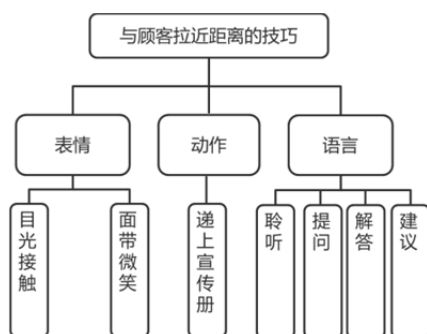 与顾客拉近距离的技巧
表情
动作
语言
目光接触
面带微笑
递上宣传册
聆听
提问
解答
建议